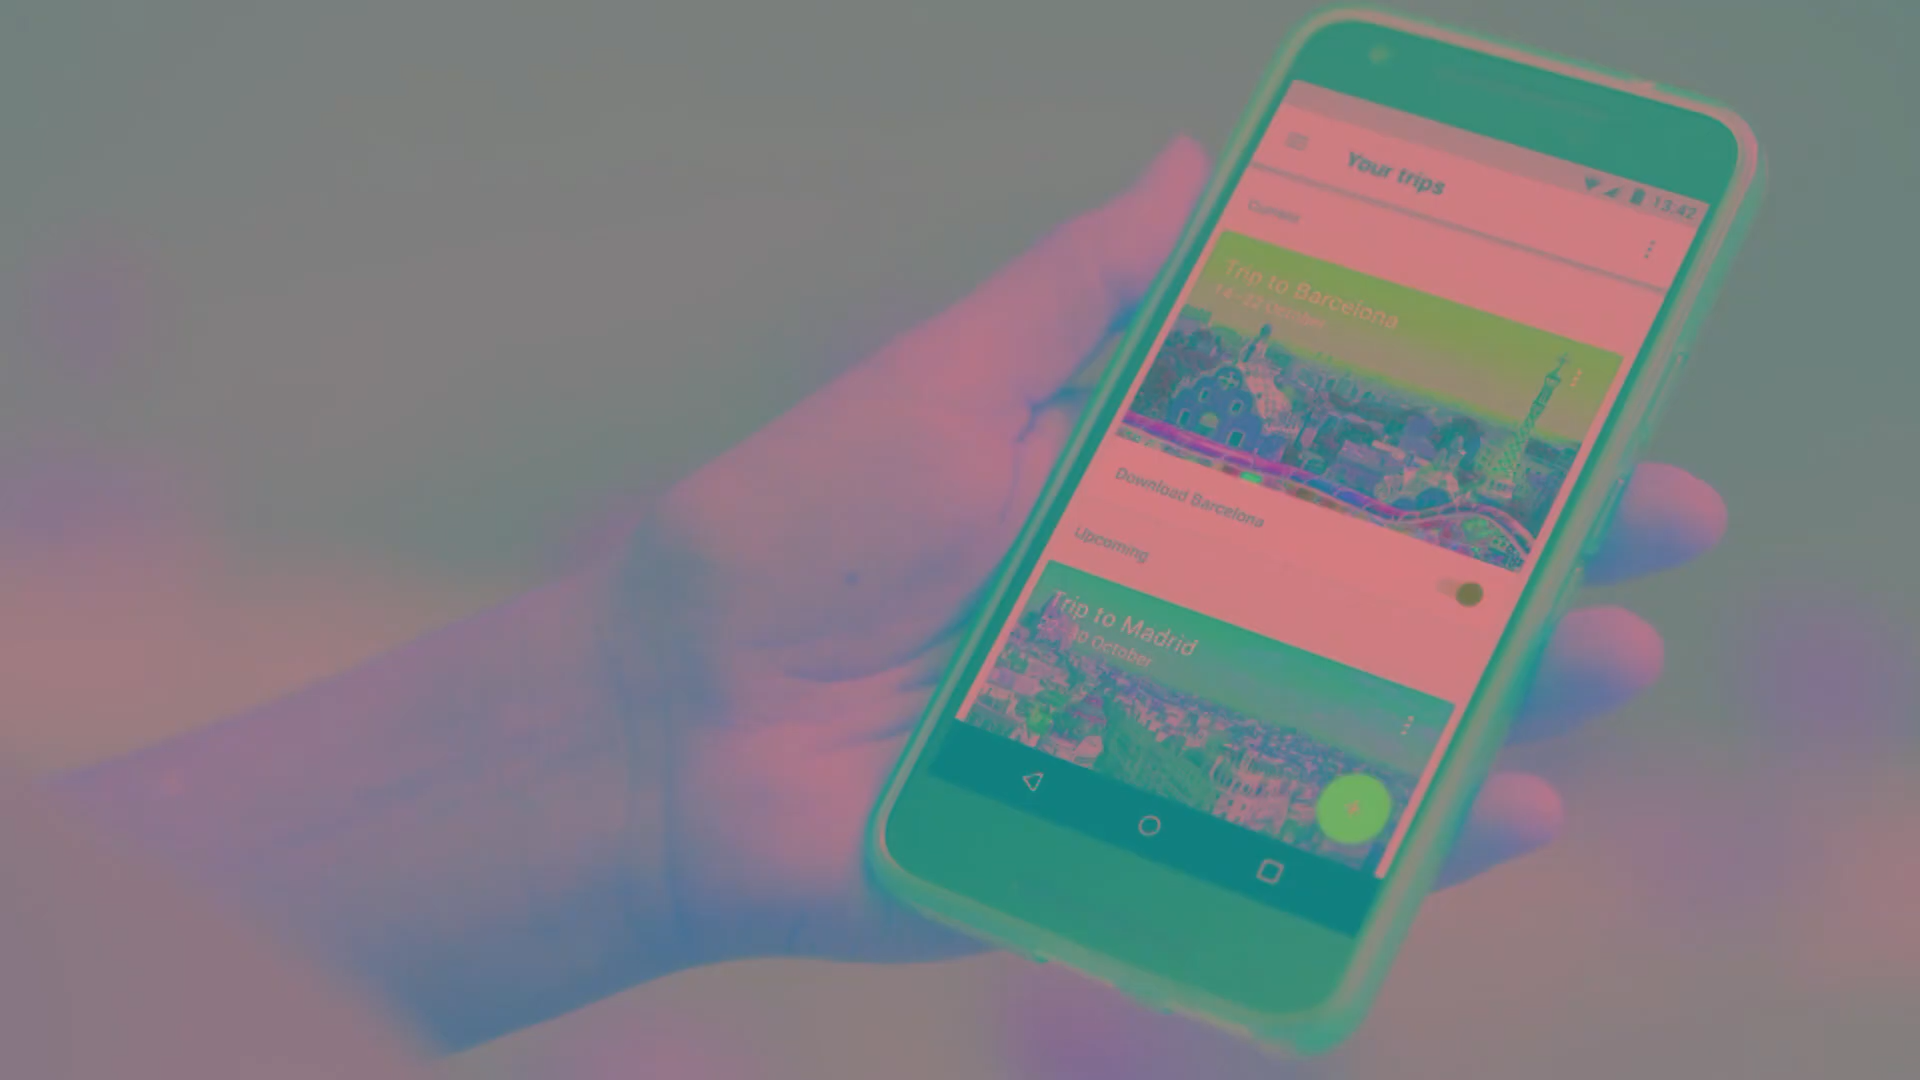 13:42
Your trips
Current
Trip to Barcelona
14-22 October
Download Barcelona
Upcoming
Trip to Madrid
22-30 October